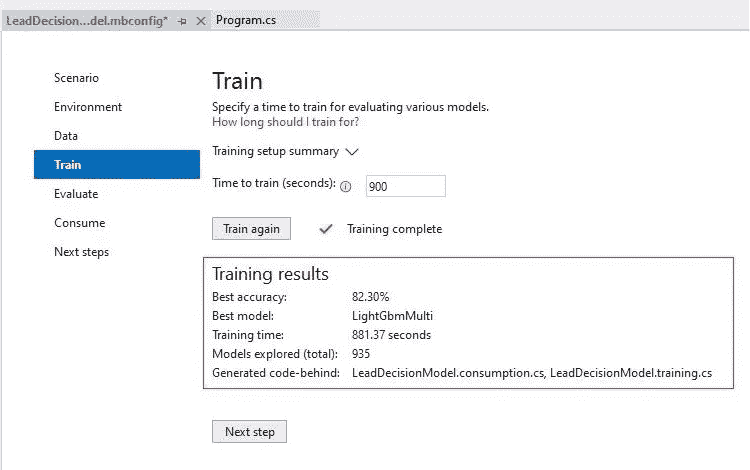 LeadDecision...del.mbconfig* Program.cs
Scenario
Environment
Data
Train
Evaluate
Consume
Next steps
Train
Specify a time to train for evaluating various models.
How long should I train for?
Training setup summary
Time to train (seconds): 900
Train again Training complete
Training results
Best accuracy: 82.30%
Best model: LightGbmMulti
Training time: 881.37 seconds
Models explored (total): 935
Generated code-behind: LeadDecisionModel.consumption.cs, LeadDecisionModel.training.cs
Next step